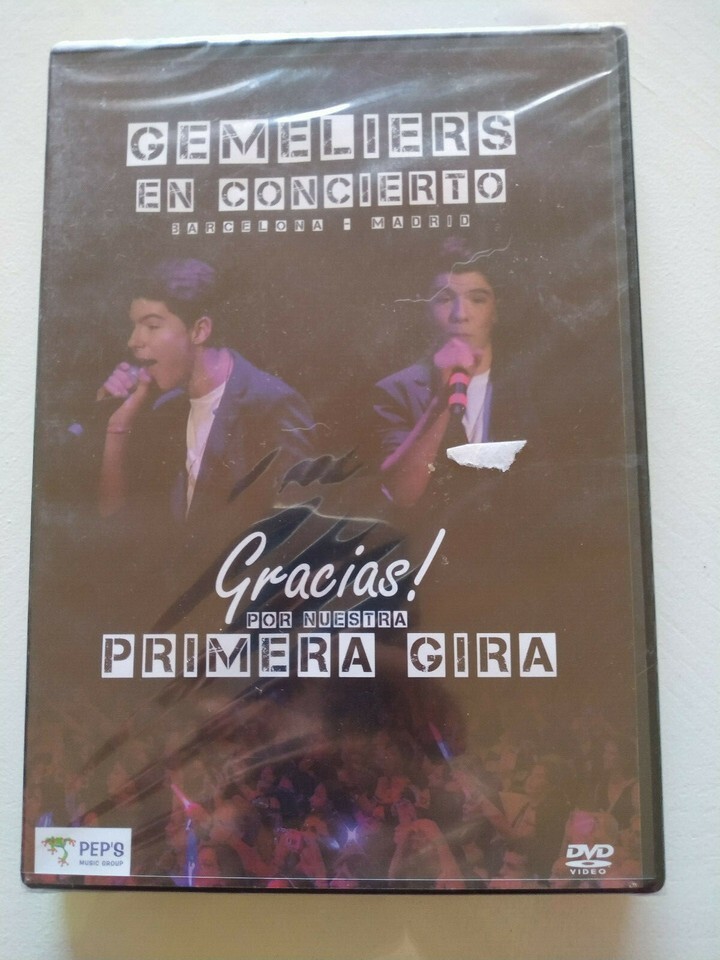 GEMELIERS
EN CONCIERTO
BARCELONA - MADRID
Gracias!
POR NUESTRA
PRIMERA GIRA
PEP'S
MUSIC GROUP
DVD
VIDEO